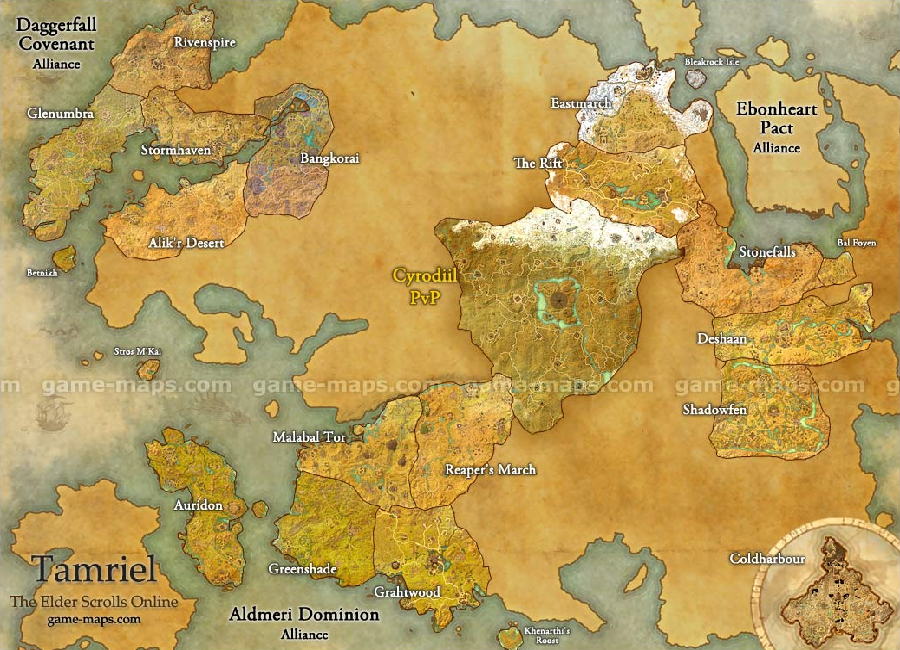 Daggerfall
Covenant
Alliance
Rivenspire
Glenumbra
Stormhaven
Bangkorai
Alik'r Desert
Betnikh
Stros M'Kai
Eastmarch
Bleakrock Isle
Ebonheart
Pact
Alliance
The Rift
Cyrodiil
PvP
Stonefalls
Bal Foyen
Deshaan
Shadowfen
m game-maps.com game-maps.com game-maps.com game-maps.com g
Malabal Tor
Reaper's March
Auridon
Greenshade
Grahtwood
Coldharbour
Tamriel
The Elder Scrolls Online
game-maps.com
Aldmeri Dominion
Alliance
Khenarthi's
Roost